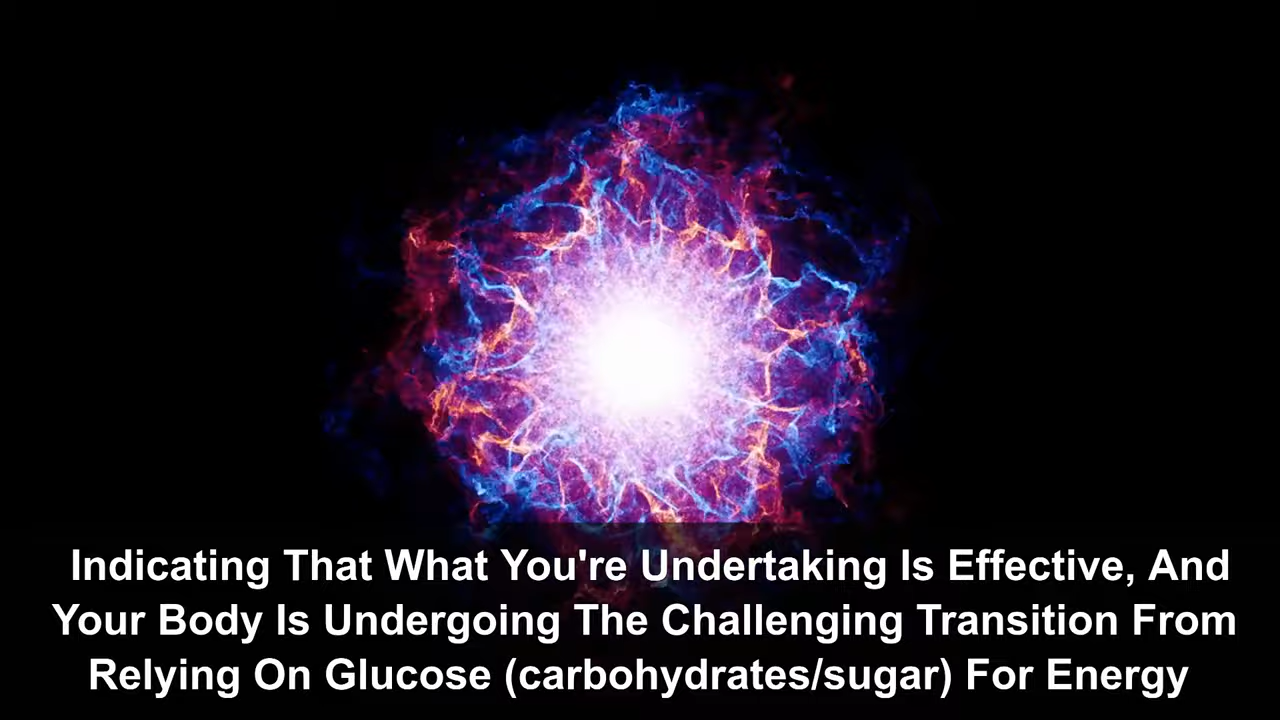 Indicating That What You're Undertaking Is Effective, And
Your Body Is Undergoing The Challenging Transition From
Relying On Glucose (carbohydrates/sugar) For Energy